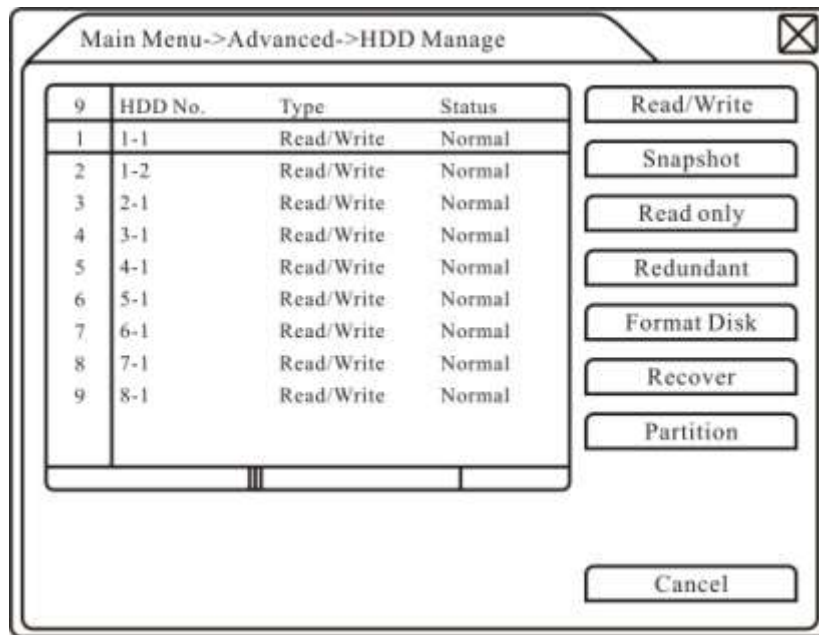 Main Menu->Advanced->HDD Manage
9 HDD No. Type Status
1 1-1 Read/Write Normal
2 1-2 Read/Write Normal
3 2-1 Read/Write Normal
4 3-1 Read/Write Normal
5 4-1 Read/Write Normal
6 5-1 Read/Write Normal
7 6-1 Read/Write Normal
8 7-1 Read/Write Normal
9 8-1 Read/Write Normal
Read/Write
Snapshot
Read only
Redundant
Format Disk
Recover
Partition
Cancel